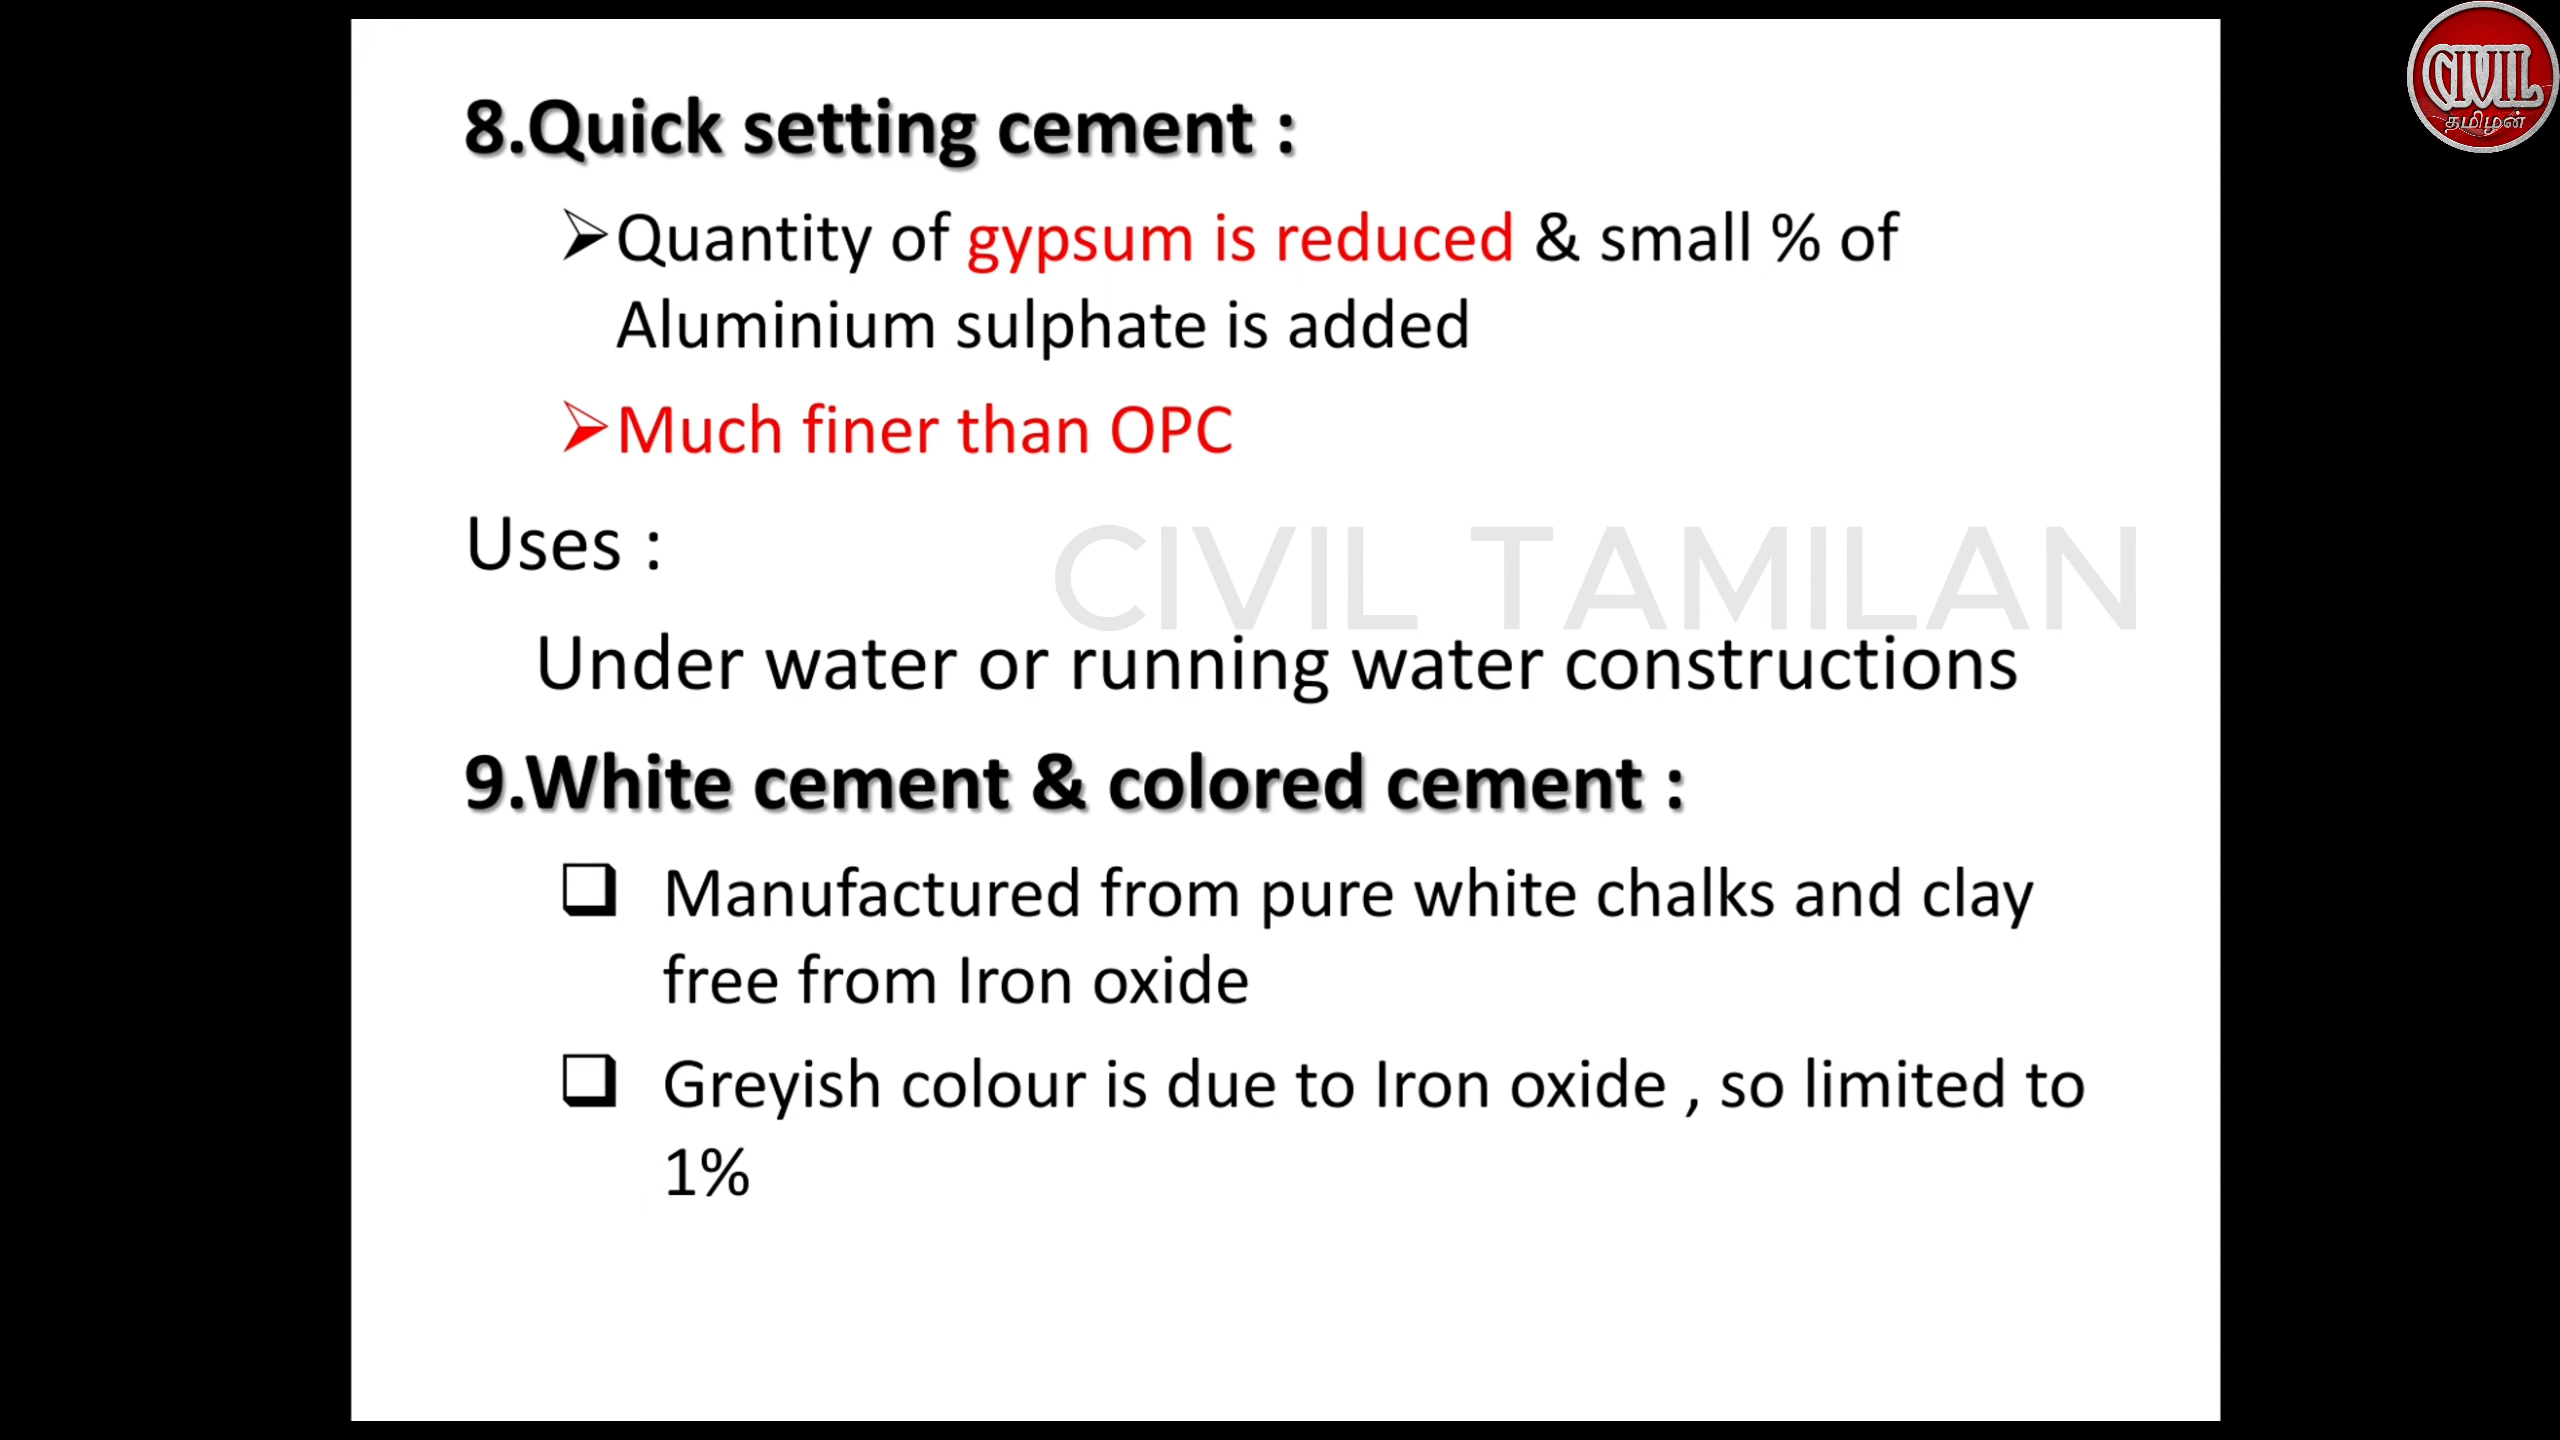 CIVIL
தமிழன்
8.Quick setting cement :
Quantity of gypsum is reduced & small % of
Aluminium sulphate is added
Much finer than OPC
Uses :
CIVIL TAMILAN
Under water or running water constructions
9.White cement & colored cement :
Manufactured from pure white chalks and clay
free from Iron oxide
Greyish colour is due to Iron oxide , so limited to
1%